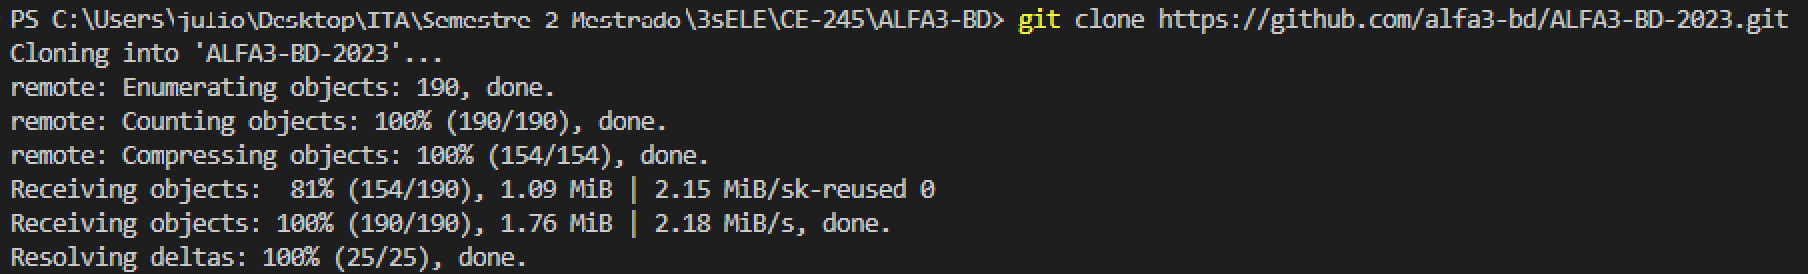 PS C:\Users\julio\Desktop\ITA\Semestre 2 Mestrado\3sELE\CE-245\ALFA3-BD> git clone https://github.com/alfa3-bd/ALFA3-BD-2023.git
Cloning into 'ALFA3-BD-2023'...
remote: Enumerating objects: 190, done.
remote: Counting objects: 100% (190/190), done.
remote: Compressing objects: 100% (154/154), done.
Receiving objects:  81% (154/190), 1.09 MiB | 2.15 MiB/sk-reused 0
Receiving objects: 100% (190/190), 1.76 MiB | 2.18 MiB/s, done.
Resolving deltas: 100% (25/25), done.